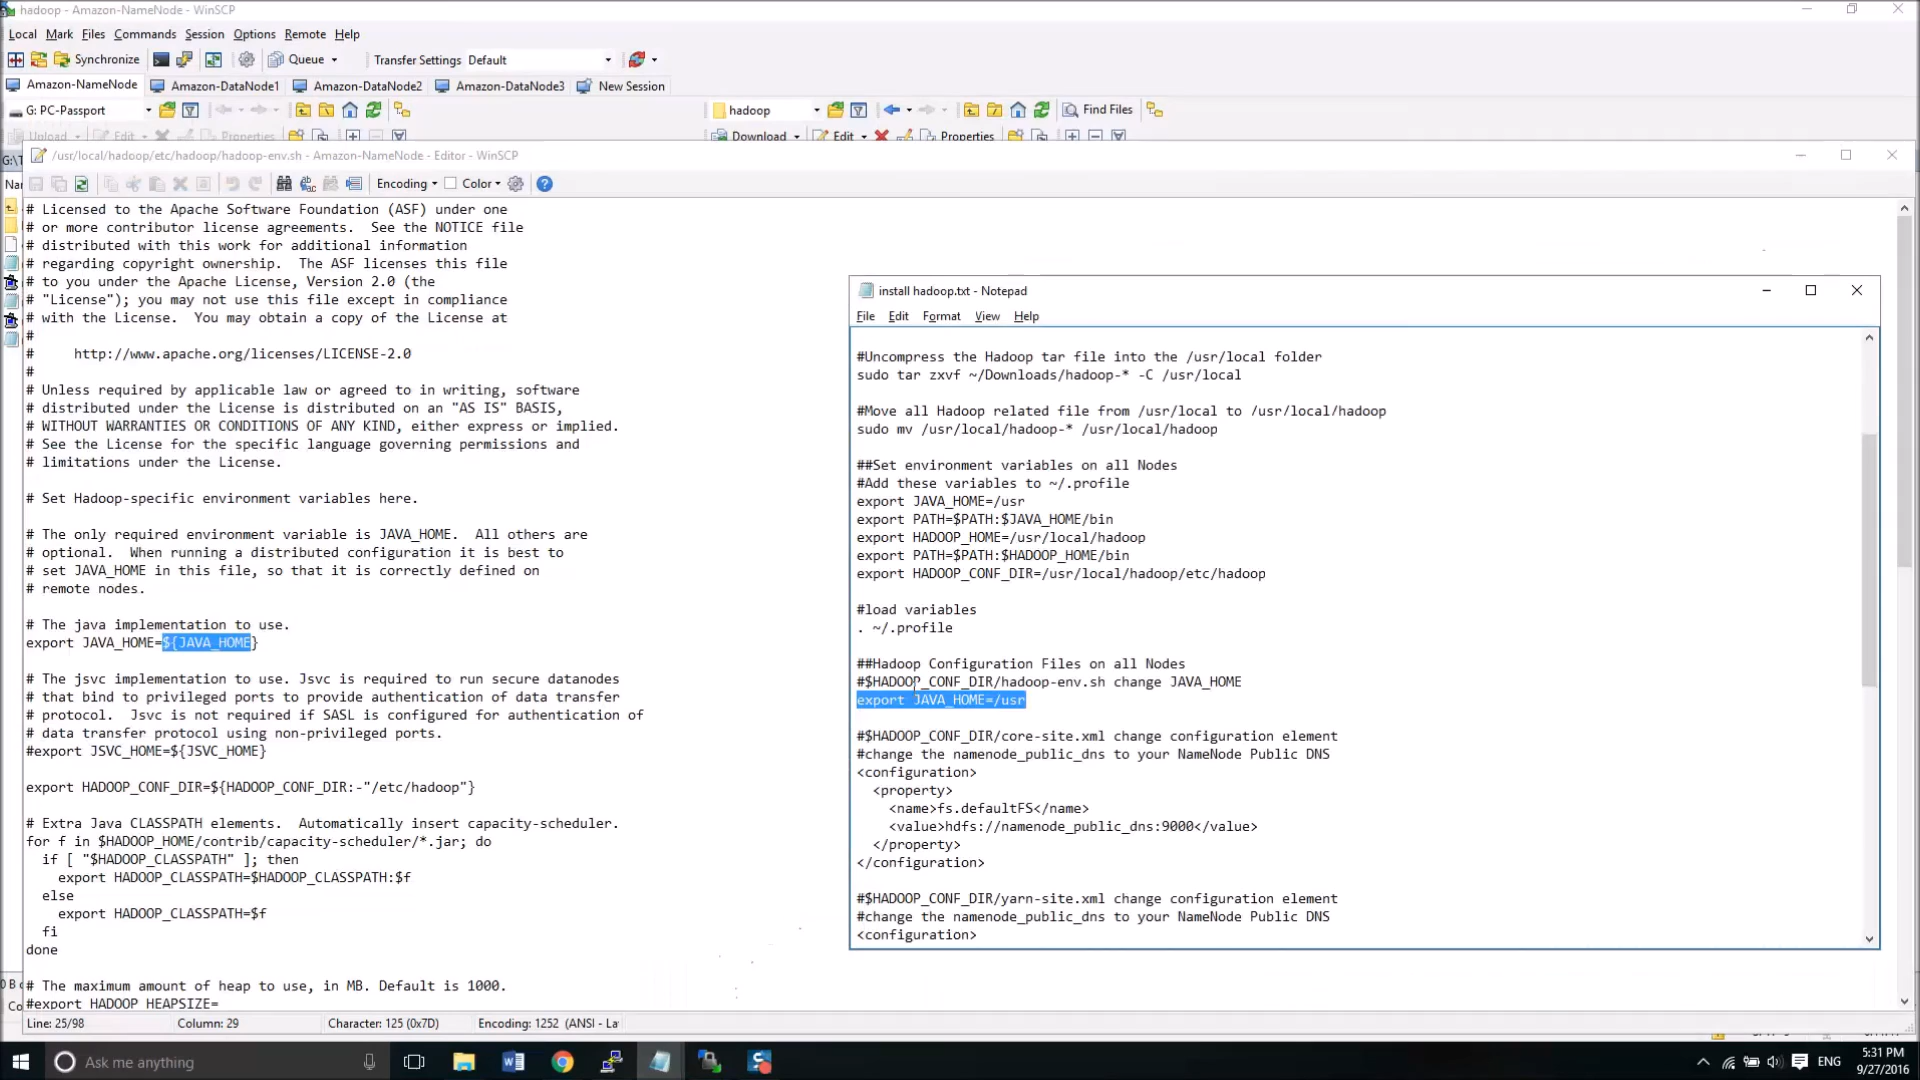 hadoop - Amazon-NameNode - WinSCP
Local Mark Files Commands Session Options Remote Help
Synchronize Queue Transfer Settings Default
Amazon-NameNode Amazon-DataNode1 Amazon-DataNode2 Amazon-DataNode3 New Session
G: PC-Passport hadoop Find Files
Upload Edit Properties Download Edit Properties
/usr/local/hadoop/etc/hadoop/hadoop-env.sh - Amazon-NameNode - Editor - WinSCP
Encoding Color
# Licensed to the Apache Software Foundation (ASF) under one
# or more contributor license agreements.  See the NOTICE file
# distributed with this work for additional information
# regarding copyright ownership.  The ASF licenses this file
# to you under the Apache License, Version 2.0 (the
# "License"); you may not use this file except in compliance
# with the License.  You may obtain a copy of the License at
#
#     http://www.apache.org/licenses/LICENSE-2.0
#
# Unless required by applicable law or agreed to in writing, software
# distributed under the License is distributed on an "AS IS" BASIS,
# WITHOUT WARRANTIES OR CONDITIONS OF ANY KIND, either express or implied.
# See the License for the specific language governing permissions and
# limitations under the License.
# Set Hadoop-specific environment variables here.
# The only required environment variable is JAVA_HOME.  All others are
# optional.  When running a distributed configuration it is best to
# set JAVA_HOME in this file, so that it is correctly defined on
# remote nodes.
# The java implementation to use.
export JAVA_HOME=${JAVA_HOME}
# The jsvc implementation to use. Jsvc is required to run secure datanodes
# that bind to privileged ports to provide authentication of data transfer
# protocol.  Jsvc is not required if SASL is configured for authentication of
# data transfer protocol using non-privileged ports.
#export JSVC_HOME=${JSVC_HOME}
export HADOOP_CONF_DIR=${HADOOP_CONF_DIR:-"/etc/hadoop"}
# Extra Java CLASSPATH elements.  Automatically insert capacity-scheduler.
for f in $HADOOP_HOME/contrib/capacity-scheduler/*.jar; do
  if [ "$HADOOP_CLASSPATH" ]; then
    export HADOOP_CLASSPATH=$HADOOP_CLASSPATH:$f
  else
    export HADOOP_CLASSPATH=$f
  fi
done
# The maximum amount of heap to use, in MB. Default is 1000.
#export HADOOP_HEAPSIZE=
Line: 25/98 Column: 29 Character: 125 (0x7D) Encoding: 1252 (ANSI - La
install hadoop.txt - Notepad
File Edit Format View Help
#Uncompress the Hadoop tar file into the /usr/local folder
sudo tar zxvf ~/Downloads/hadoop-* -C /usr/local
#Move all Hadoop related file from /usr/local to /usr/local/hadoop
sudo mv /usr/local/hadoop-* /usr/local/hadoop
##Set environment variables on all Nodes
#Add these variables to ~/.profile
export JAVA_HOME=/usr
export PATH=$PATH:$JAVA_HOME/bin
export HADOOP_HOME=/usr/local/hadoop
export PATH=$PATH:$HADOOP_HOME/bin
export HADOOP_CONF_DIR=/usr/local/hadoop/etc/hadoop
#load variables
. ~/.profile
##Hadoop Configuration Files on all Nodes
#$HADOOP_CONF_DIR/hadoop-env.sh change JAVA_HOME
export JAVA_HOME=/usr
#$HADOOP_CONF_DIR/core-site.xml change configuration element
#change the namenode_public_dns to your NameNode Public DNS
<configuration>
  <property>
    <name>fs.defaultFS</name>
    <value>hdfs://namenode_public_dns:9000</value>
  </property>
</configuration>
#$HADOOP_CONF_DIR/yarn-site.xml change configuration element
#change the namenode_public_dns to your NameNode Public DNS
<configuration>
Ask me anything
ENG
5:31 PM
9/27/2016